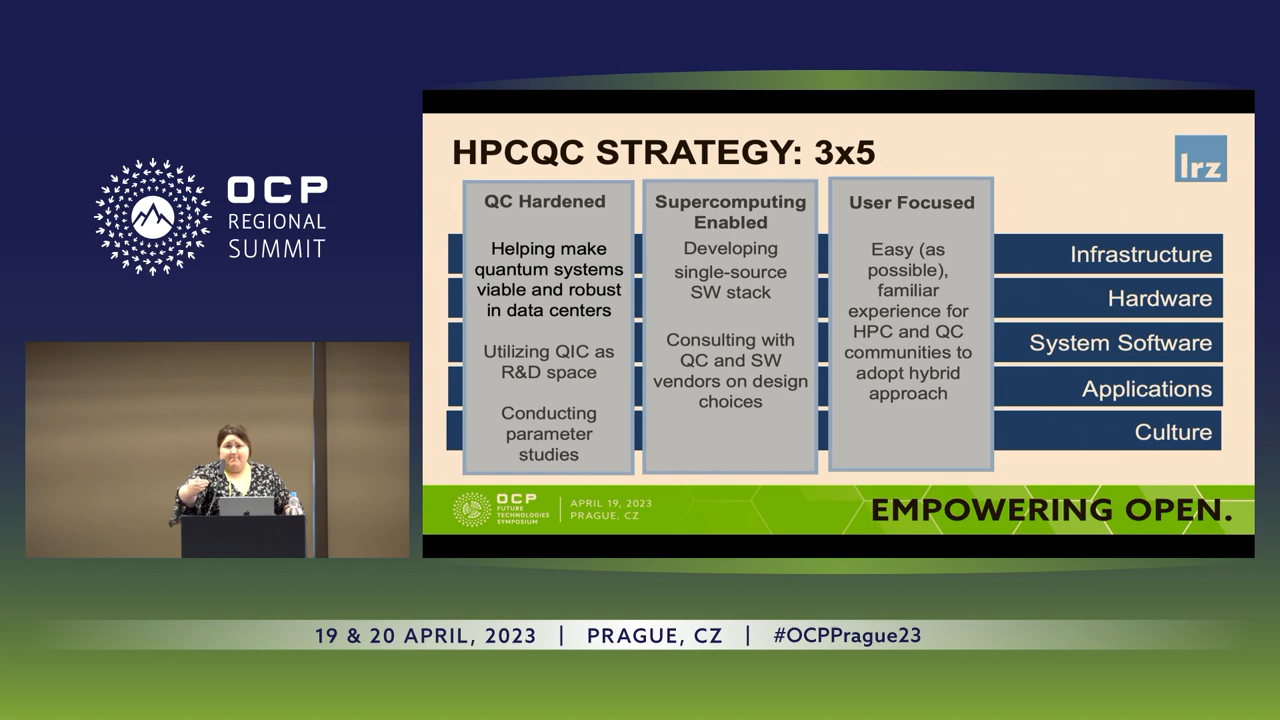 OCP
REGIONAL
SUMMIT
HPCQC STRATEGY: 3x5
lrz
QC Hardened
Helping make
quantum systems
viable and robust
in data centers
Utilizing QIC as
R&D space
Conducting
parameter
studies
Supercomputing
Enabled
Developing
single-source
SW stack
Consulting with
QC and SW
vendors on design
choices
User Focused
Easy (as
possible),
familiar
experience for
HPC and QC
communities to
adopt hybrid
approach
Infrastructure
Hardware
System Software
Applications
Culture
OCP
FUTURE
TECHNOLOGIES
SYMPOSIUM
APRIL 19, 2023
PRAGUE, CZ
EMPOWERING OPEN.
19 & 20 APRIL, 2023 | PRAGUE, CZ | #OCPPrague23